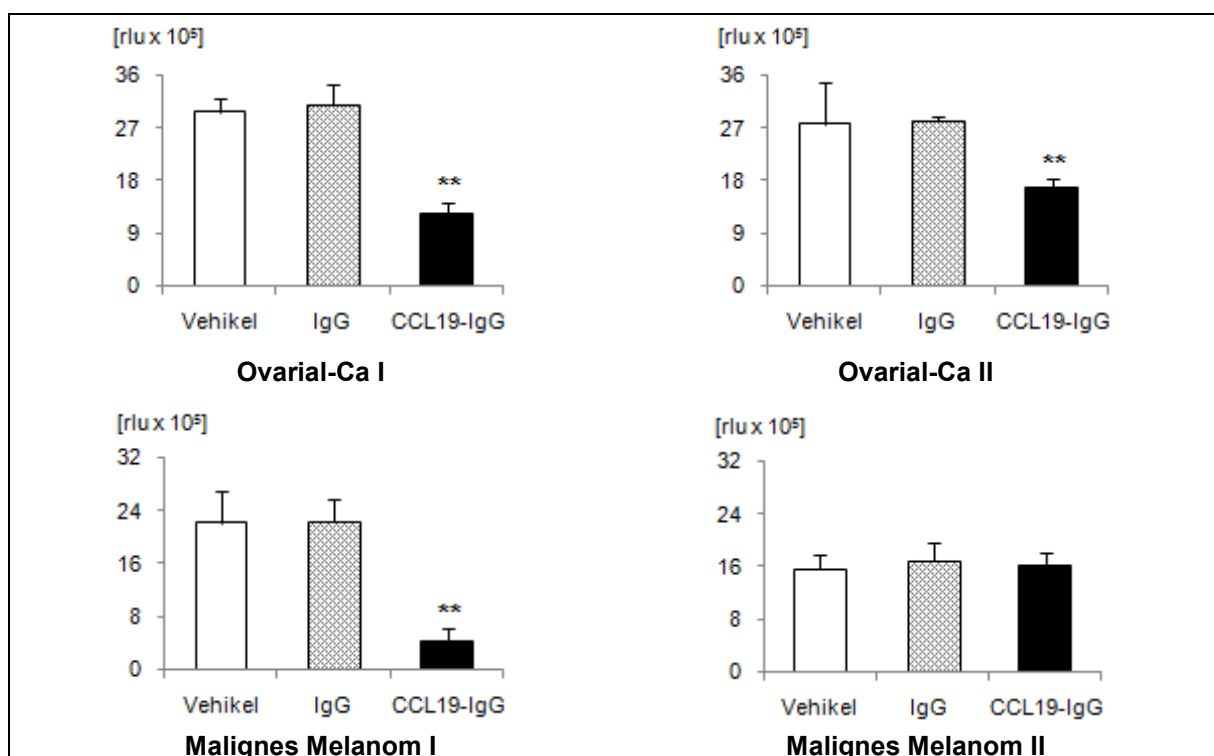 [rlu x 10⁵]
36
27
18
9
0
**
Vehikel IgG CCL19-IgG
Ovarial-Ca I
[rlu x 10⁵]
36
27
18
9
0
**
Vehikel IgG CCL19-IgG
Ovarial-Ca II
[rlu x 10⁵]
32
24
16
8
0
**
Vehikel IgG CCL19-IgG
Malignes Melanom I
[rlu x 10⁵]
32
24
16
8
0
Vehikel IgG CCL19-IgG
Malignes Melanom II